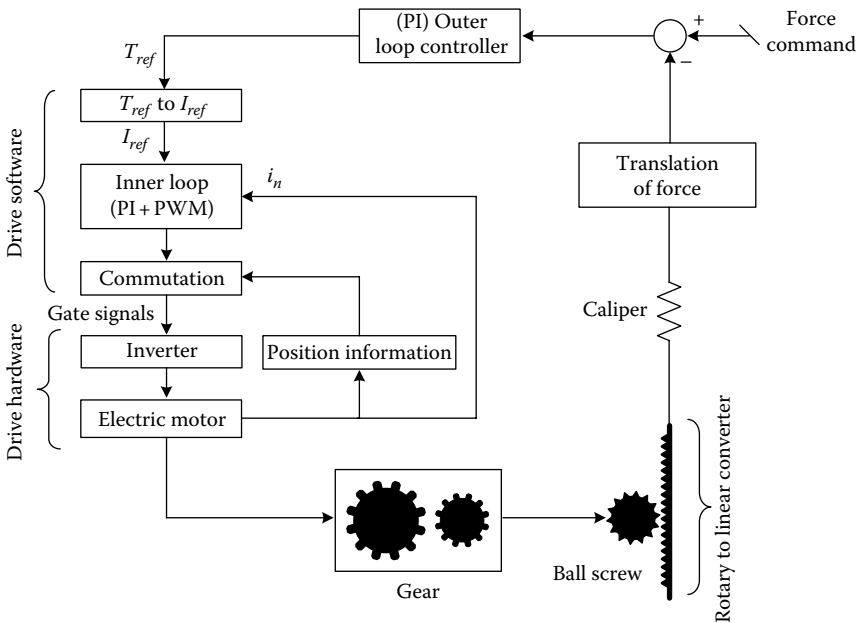 (PI) Outer
loop controller
+
−
Force
command
T_ref
T_ref to I_ref
I_ref
Inner loop
(PI + PWM)
i_n
Commutation
Gate signals
Inverter
Position information
Electric motor
Drive software
Drive hardware
Translation
of force
Caliper
Gear
Ball screw
Rotary to linear converter